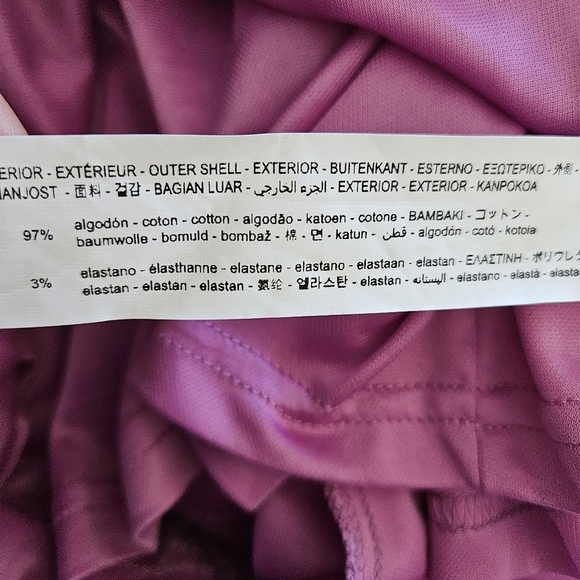 ERIOR - EXTÉRIEUR - OUTER SHELL - EXTERIOR - BUITENKANT - ESTERNO - ΕΞΩΤΕΡΙΚΟ - 外側 -
ANJOST - 面料 - 겉감 - BAGIAN LUAR - الجزء الخارجي - EXTERIOR - EXTERIOR - KANPOKOA
97% algodón - coton - cotton - algodão - katoen - cotone - ΒΑΜΒΑΚΙ - コットン -
baumwolle - bomuld - bombaž - 棉 - 면 - katun - قطن - algodón - cotó - kotoia
3% elastano - élasthanne - elastane - elastano - elastaan - elastan - ΕΛΑΣΤΙΝΗ - ポリウレタ
elastan - elastan - elastan - 氨纶 - 엘라스탄 - elastan - اليستانه - elastano - elastà - elasta